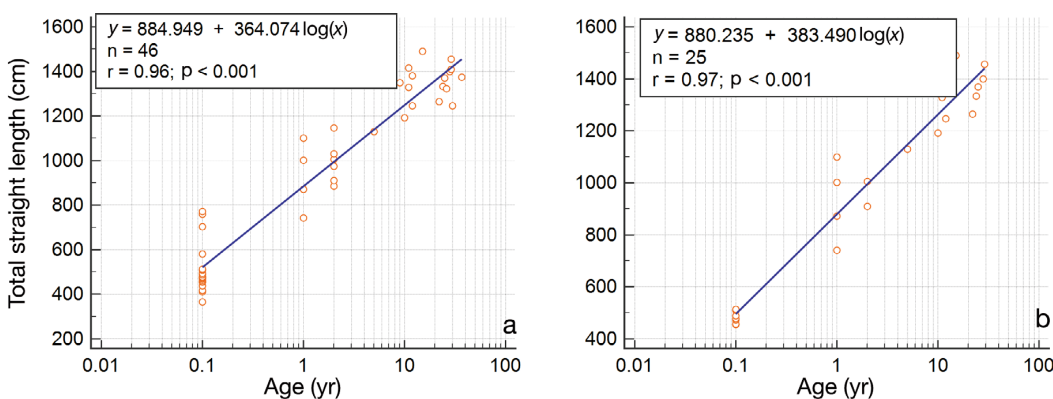 y = 884.949 + 364.074 log(x)
n = 46
r = 0.96; p < 0.001
1600
1400
1200
1000
800
600
400
200
Total straight length (cm)
0.01 0.1 1 10 100
Age (yr)
a
y = 880.235 + 383.490 log(x)
n = 25
r = 0.97; p < 0.001
1600
1400
1200
1000
800
600
400
0.01 0.1 1 10 100
Age (yr)
b